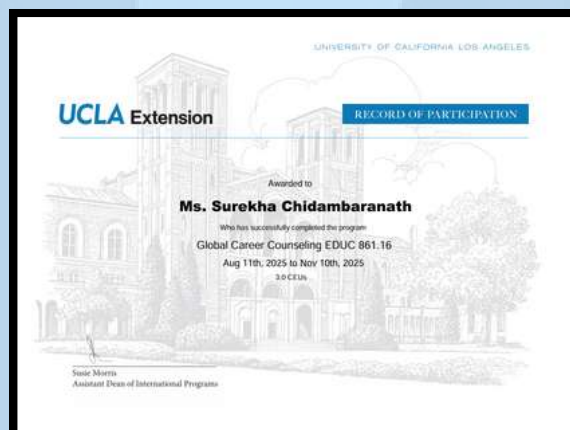 UNIVERSITY OF CALIFORNIA LOS ANGELES
UCLA Extension
RECORD OF PARTICIPATION
Awarded to
Ms. Surekha Chidambaranath
Who has successfully completed the program
Global Career Counseling EDUC 861.16
Aug 11th, 2025 to Nov 10th, 2025
3.0 CEUs
Susie Morris
Assistant Dean of International Programs